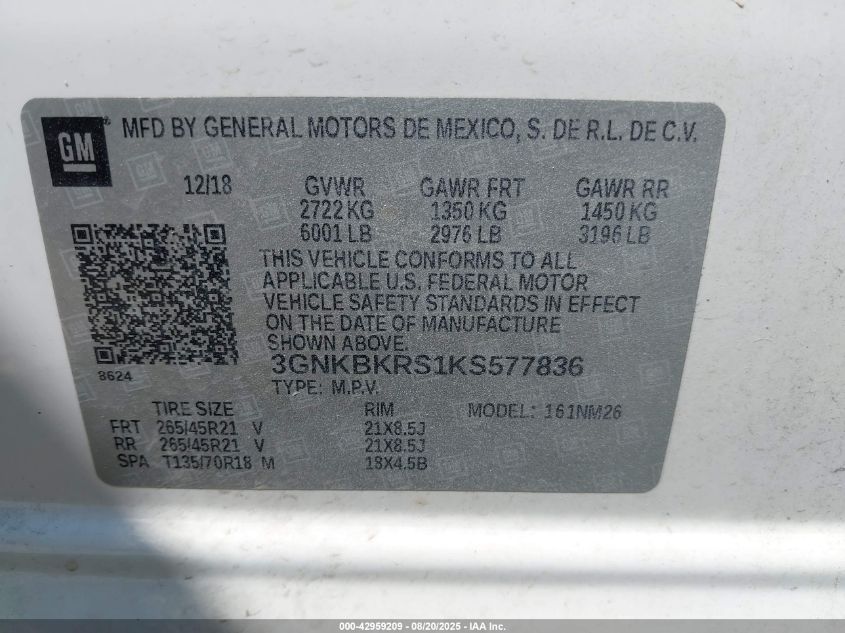 GM ® MFD BY GENERAL MOTORS DE MEXICO, S. DE R.L. DE C.V.
12/18 GVWR GAWR FRT GAWR RR
2722 KG 1350 KG 1450 KG
6001 LB 2976 LB 3196 LB
THIS VEHICLE CONFORMS TO ALL
APPLICABLE U.S. FEDERAL MOTOR
VEHICLE SAFETY STANDARDS IN EFFECT
ON THE DATE OF MANUFACTURE
SHOWN ABOVE.
3GNKBKRS1KS577836
8624
TYPE: M.P.V.
TIRE SIZE RIM MODEL: 161NM26
FRT 265/45R21 V 21X8.5J
RR 265/45R21 V 21X8.5J
SPA T135/70R18 M 18X4.5B
000-42959209 - 08/20/2025 - IAA Inc.